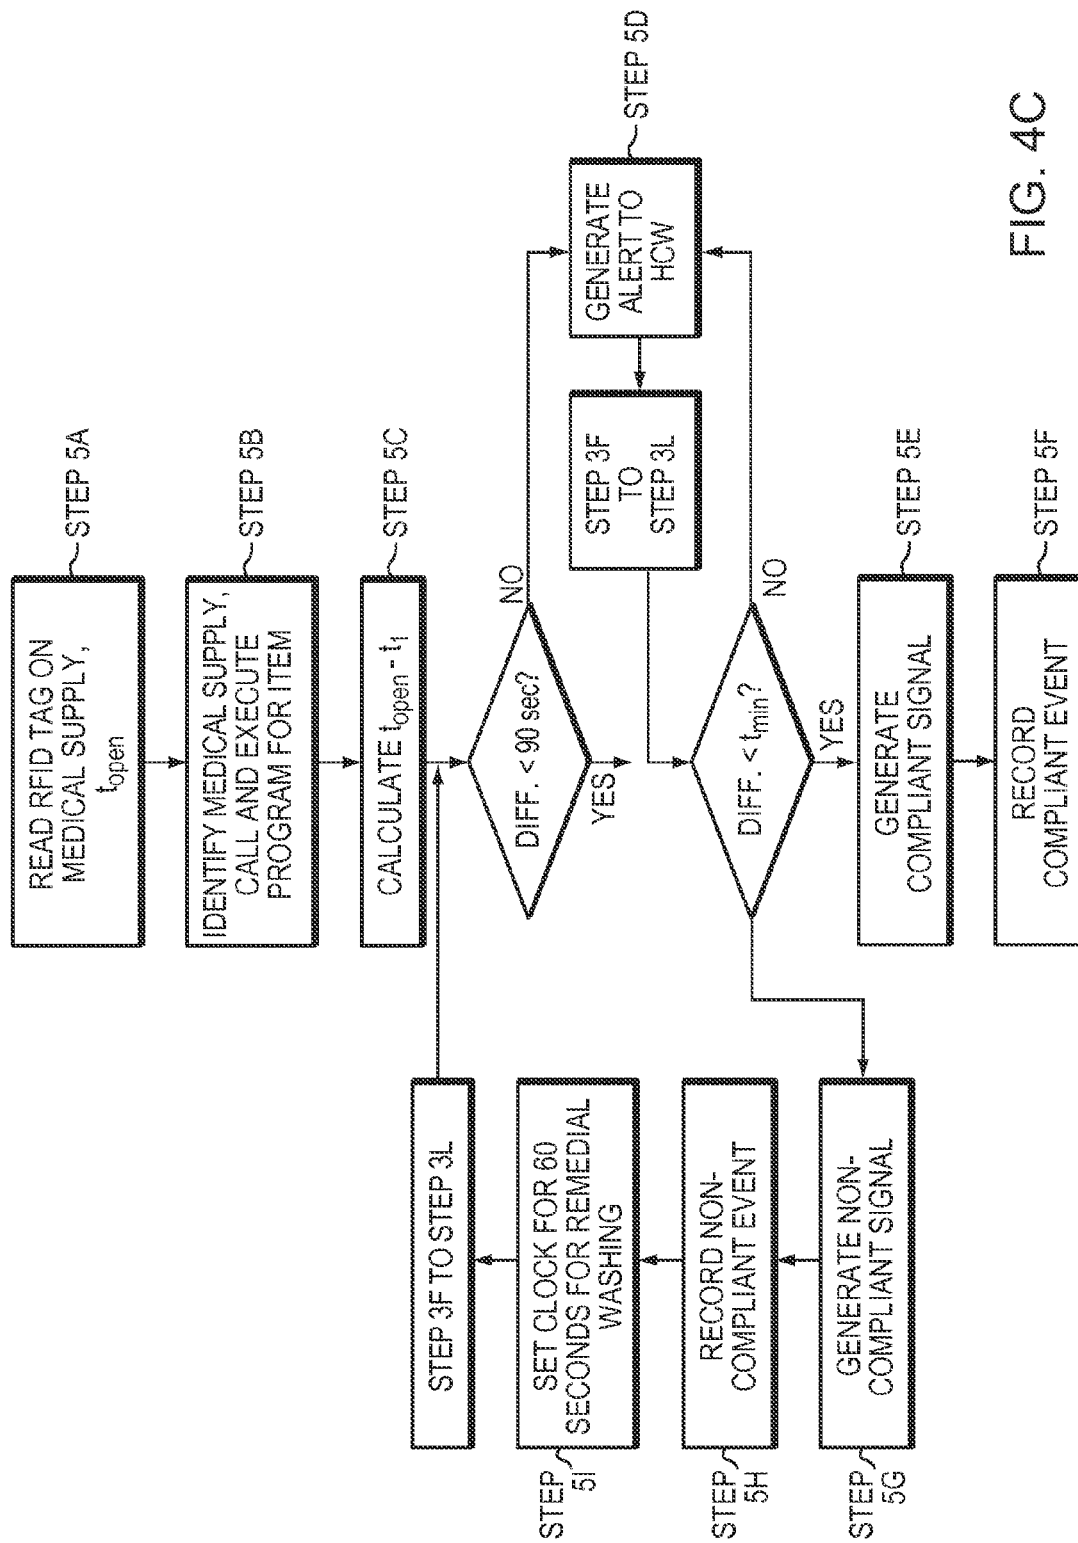 READ RFID TAG ON
MEDICAL SUPPLY,
t_open
STEP 5A
IDENTIFY MEDICAL SUPPLY,
CALL AND EXECUTE
PROGRAM FOR ITEM
STEP 5B
CALCULATE t_open - t_1
STEP 5C
DIFF. < 90 sec?
NO
YES
GENERATE
ALERT TO
HCW
STEP 5D
STEP 3F
TO
STEP 3L
DIFF. < t_min?
NO
YES
GENERATE
COMPLIANT SIGNAL
STEP 5E
RECORD
COMPLIANT EVENT
STEP 5F
STEP 3F TO STEP 3L
SET CLOCK FOR 60
SECONDS FOR REMEDIAL
WASHING
STEP
5I
RECORD NON-
COMPLIANT EVENT
STEP
5H
GENERATE NON-
COMPLIANT SIGNAL
STEP
5G
FIG. 4C